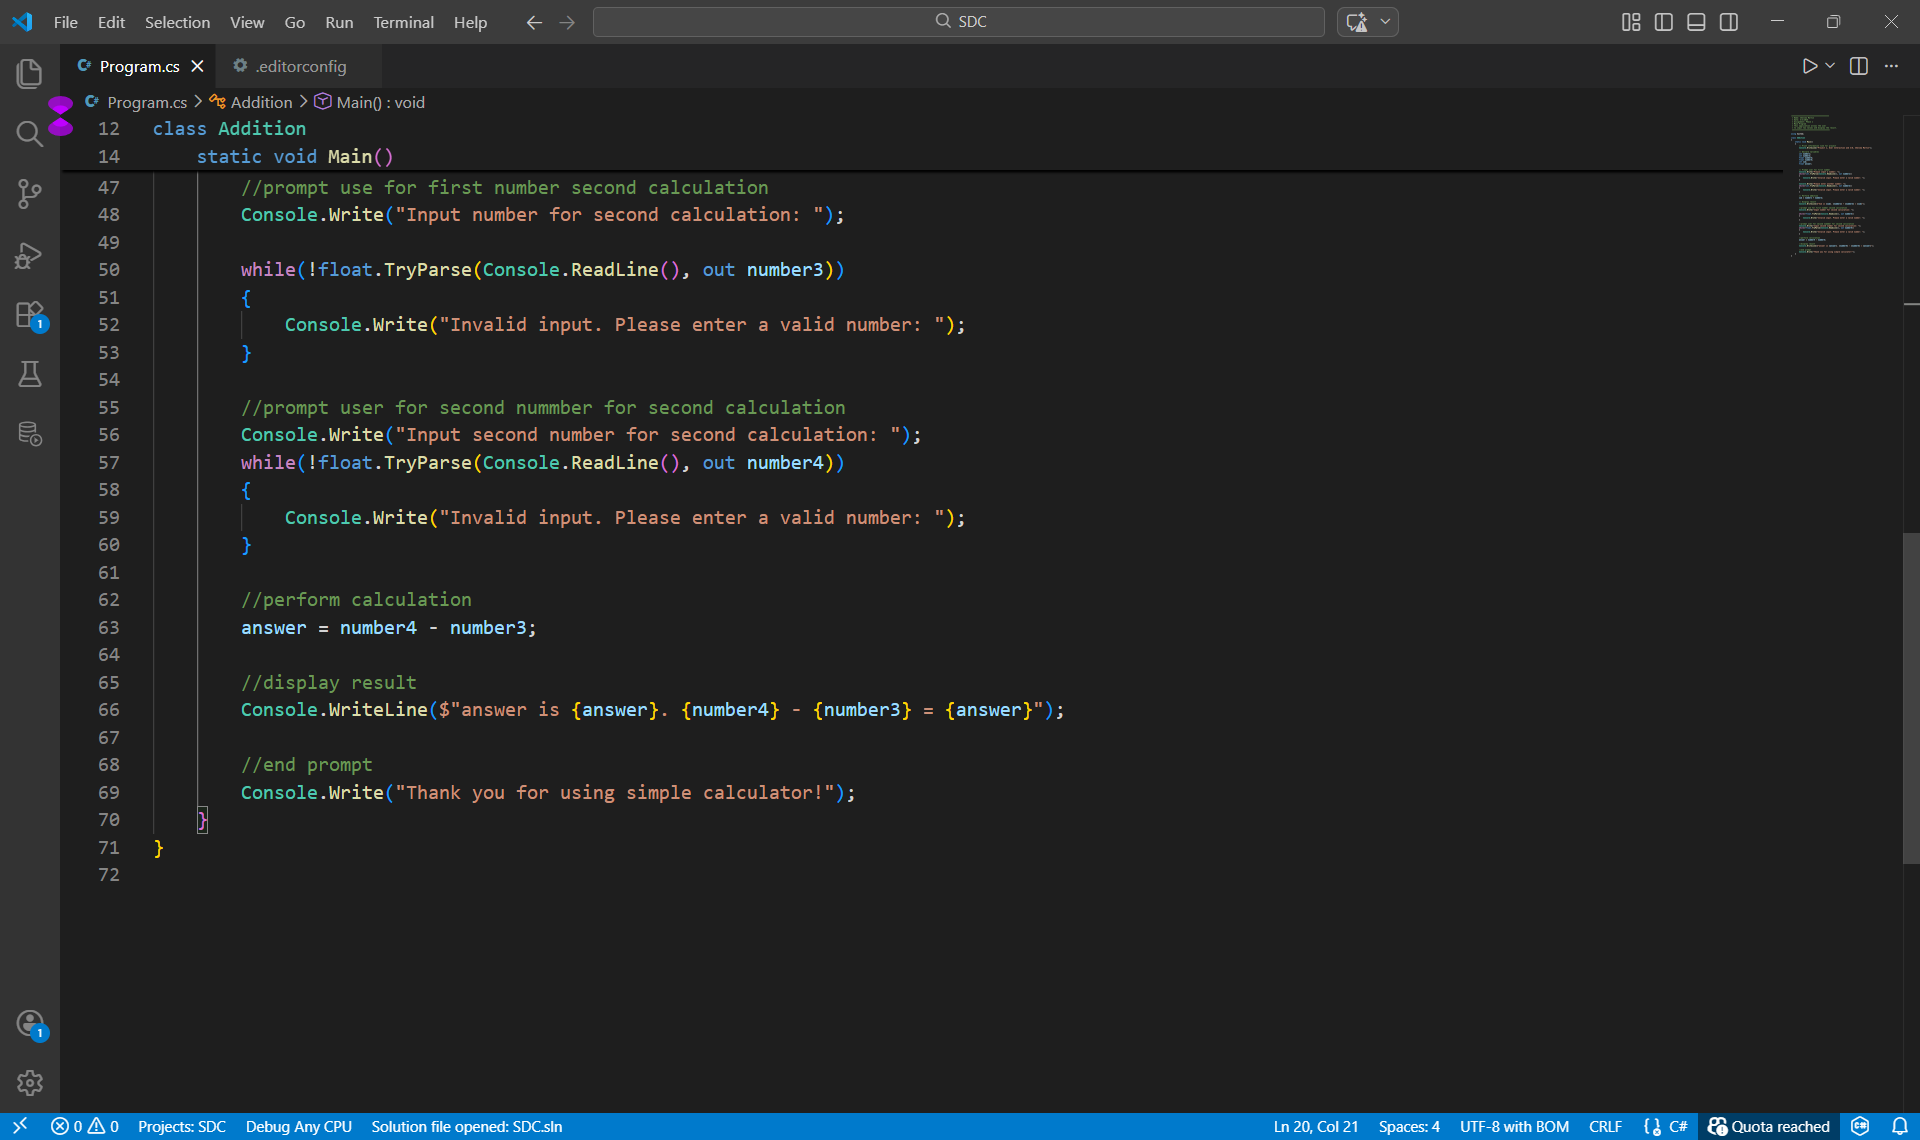 File Edit Selection View Go Run Terminal Help
SDC
C# Program.cs
.editorconfig
C# Program.cs > Addition > Main() : void
12 class Addition
14 static void Main()
47 //prompt use for first number second calculation
48 Console.Write("Input number for second calculation: ");
49
50 while(!float.TryParse(Console.ReadLine(), out number3))
51 {
52 Console.Write("Invalid input. Please enter a valid number: ");
53 }
54
55 //prompt user for second nummber for second calculation
56 Console.Write("Input second number for second calculation: ");
57 while(!float.TryParse(Console.ReadLine(), out number4))
58 {
59 Console.Write("Invalid input. Please enter a valid number: ");
60 }
61
62 //perform calculation
63 answer = number4 - number3;
64
65 //display result
66 Console.WriteLine($"answer is {answer}. {number4} - {number3} = {answer}");
67
68 //end prompt
69 Console.Write("Thank you for using simple calculator!");
70 }
71 }
72
1
1
0 0 Projects: SDC Debug Any CPU Solution file opened: SDC.sln Ln 20, Col 21 Spaces: 4 UTF-8 with BOM CRLF {} C# Quota reached